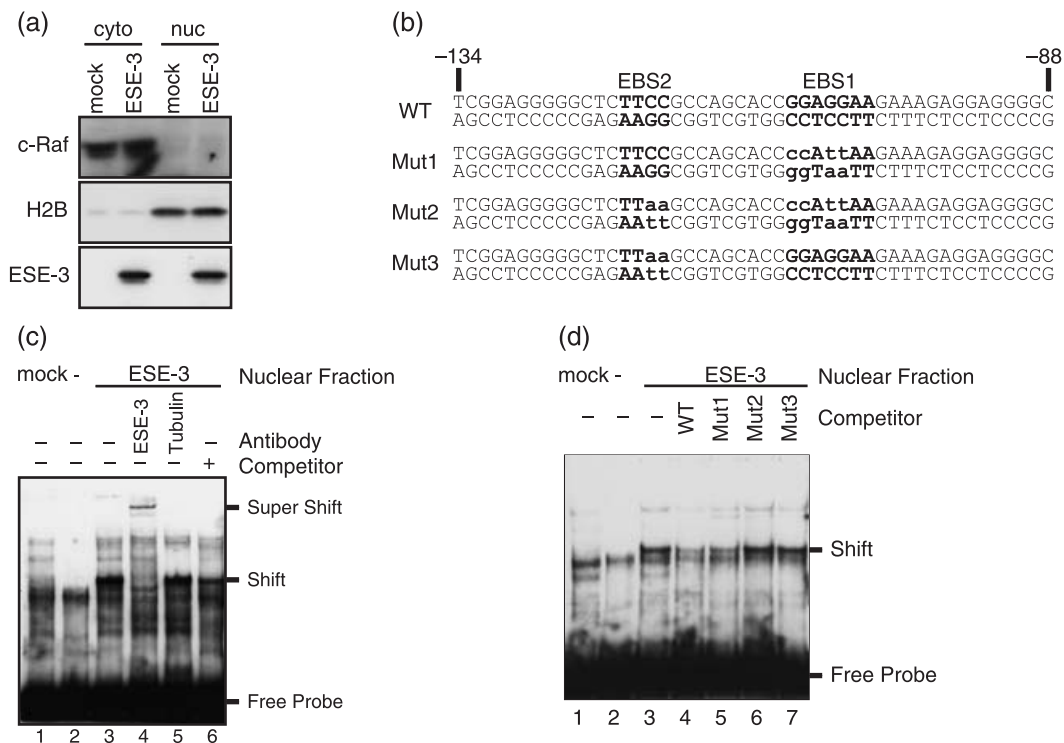 (a)
cyto nuc
mock ESE-3 mock ESE-3
c-Raf
H2B
ESE-3
(b)
–134 –88
EBS2 EBS1
WT
TCGGAGGGGGCTCTTCCGCCAGCACCGGAGGAAGAAAGAGGAGGGGC
AGCCTCCCCCGAGAAGGCGGTCGTGGCCTCCTTCTTTCTCCTCCCCG
Mut1
TCGGAGGGGGCTCTTCCGCCAGCACCccAttAAGAAAGAGGAGGGGC
AGCCTCCCCCGAGAAGGCGGTCGTGGggTaaTTCTTTCTCCTCCCCG
Mut2
TCGGAGGGGGCTCTTaaGCCAGCACCccAttAAGAAAGAGGAGGGGC
AGCCTCCCCCGAGAAttCGGTCGTGGggTaaTTCTTTCTCCTCCCCG
Mut3
TCGGAGGGGGCTCTTaaGCCAGCACCGGAGGAAGAAAGAGGAGGGGC
AGCCTCCCCCGAGAAttCGGTCGTGGCCTCCTTCTTTCTCCTCCCCG
(c)
mock - ESE-3 Nuclear Fraction
– – – ESE-3 Tubulin – Antibody
– – – – – + Competitor
Super Shift
Shift
Free Probe
1 2 3 4 5 6
(d)
mock - ESE-3 Nuclear Fraction
– – – WT Mut1 Mut2 Mut3 Competitor
Shift
Free Probe
1 2 3 4 5 6 7